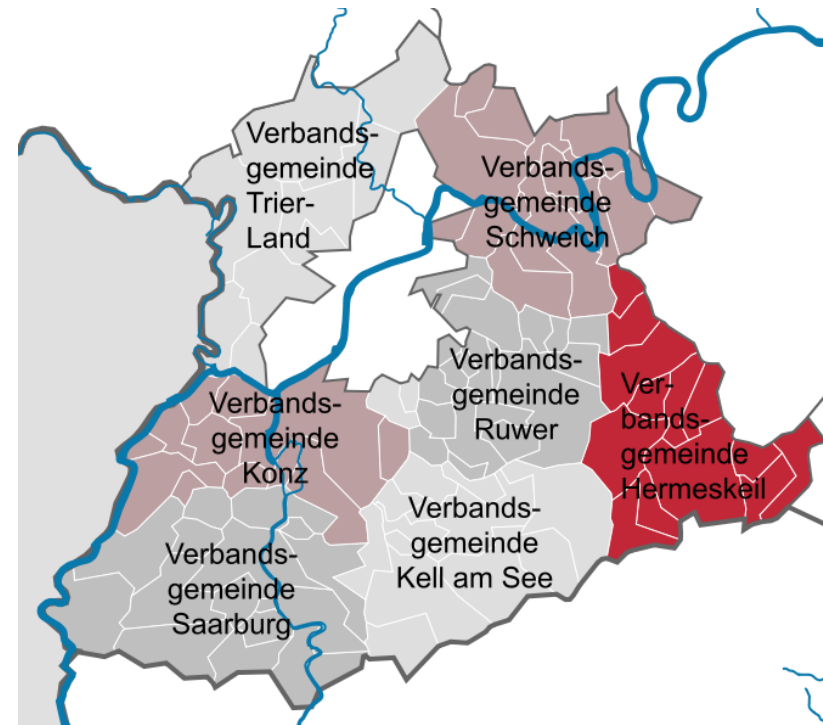 Verbands-
gemeinde
Trier-
Land
Verbands-
gemeinde
Schweich
Verbands-
gemeinde
Ruwer
Ver-
bands-
gemeinde
Hermeskeil
Verbands-
gemeinde
Konz
Verbands-
gemeinde
Kell am See
Verbands-
gemeinde
Saarburg